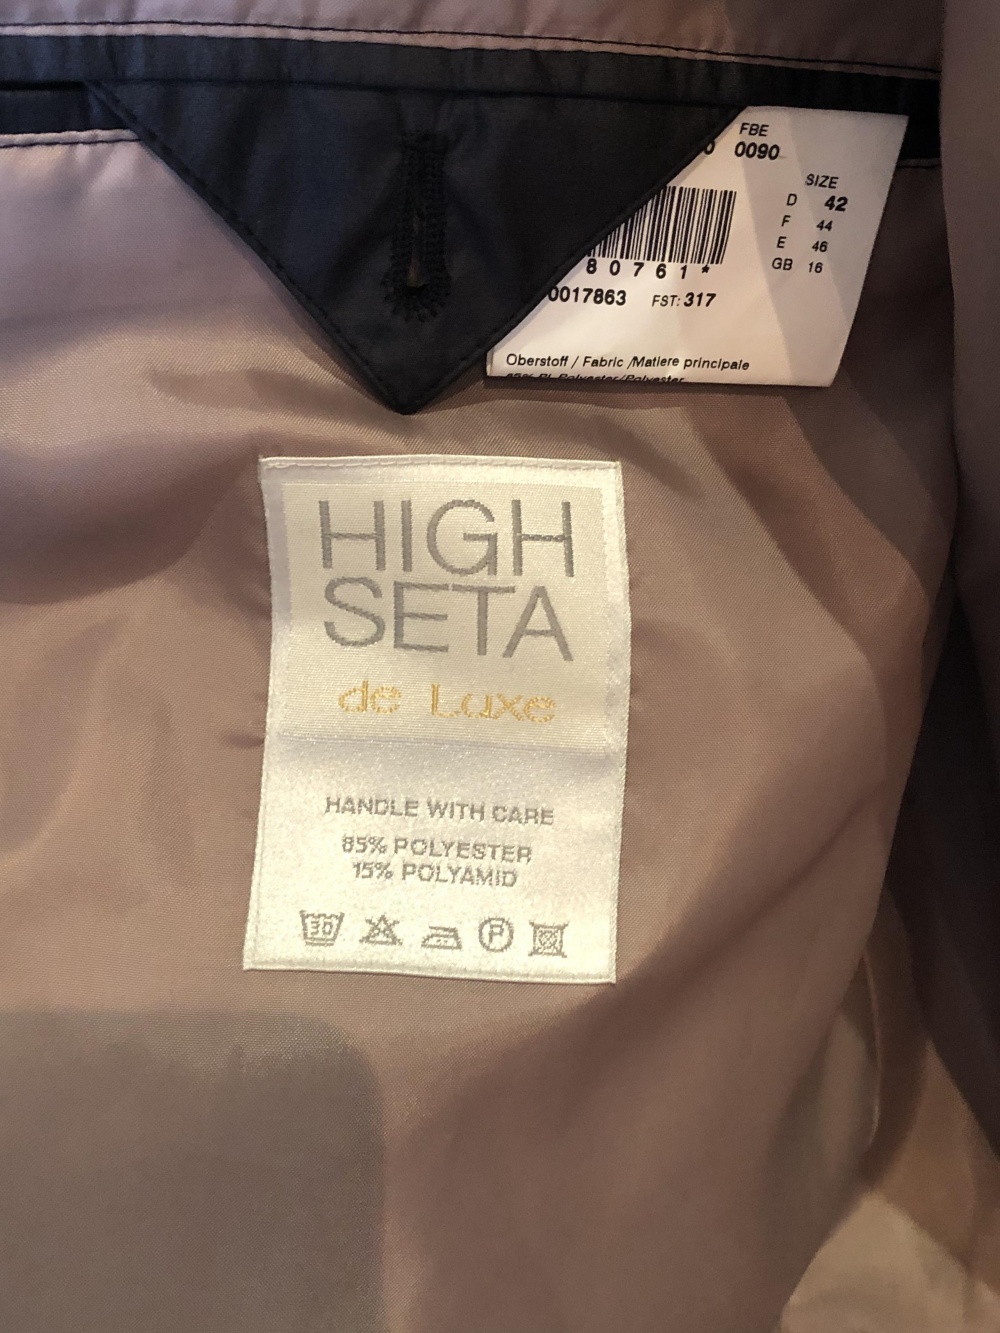 FBE
0 0090
SIZE
D 42
F 44
E 46
GB 16
80761*
0017863 FST: 317
Oberstoff / Fabric /Matiere principale
HIGH
SETA
de Luxe
HANDLE WITH CARE
85% POLYESTER
15% POLYAMID
30 P